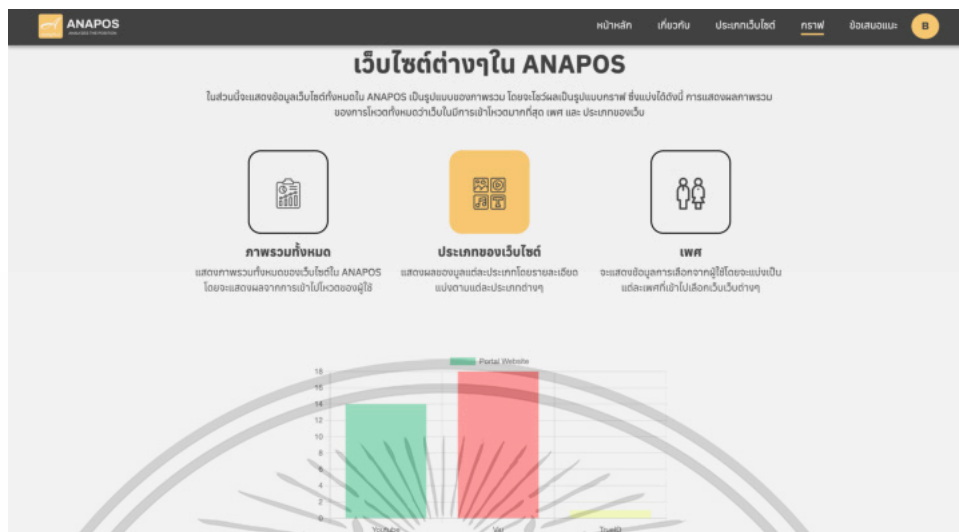 ANAPOS
หน้าหลัก เกี่ยวกับ ประเภทเว็บไซต์ กราฟ ข้อเสนอแนะ B
เว็บไซต์ต่างๆใน ANAPOS
ในส่วนนี้จะแสดงข้อมูลเว็บไซต์ทั้งหมดใน ANAPOS เป็นรูปแบบของภาพรวม โดยจะโชว์ผลเป็นรูปแบบกราฟ ซึ่งแบ่งได้ดังนี้ การแสดงผลภาพรวม
ของการโหวตทั้งหมดว่าเว็บในมีการเข้าโหวตมากที่สุด เพศ และ ประเภทของเว็บ
ภาพรวมทั้งหมด
แสดงภาพรวมทั้งหมดของเว็บไซต์ใน ANAPOS
โดยจะแสดงผลจากการเข้าไปโหวตของผู้ใช้
ประเภทของเว็บไซต์
แสดงผลของมูลแต่ละประเภทโดยรายละเอียด
แบ่งตามแต่ละประเภทต่างๆ
เพศ
จะแสดงข้อมูลการเลือกจากผู้ใช้โดยจะแบ่งเป็น
แต่ละเพศที่เข้าไปเลือกเว็บเว็บต่างๆ
Portal Website
18
16
14
12
10
8
6
4
2
0
Youtube Viu TrueID